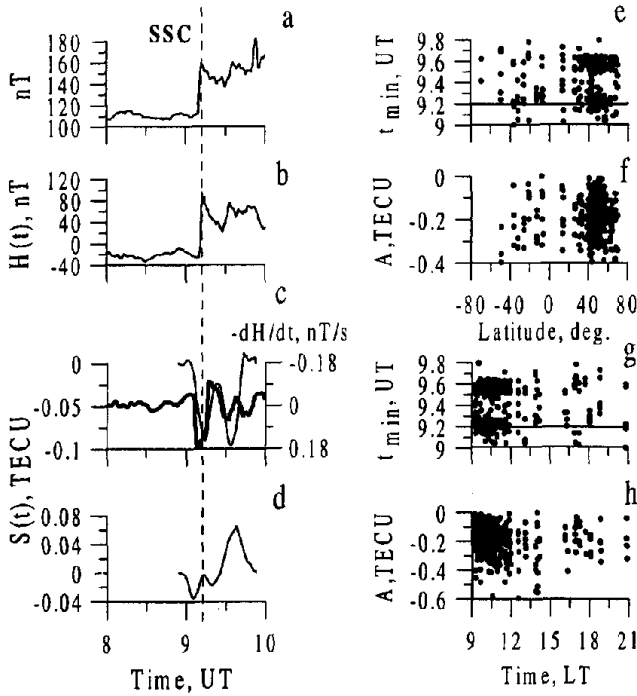 a
SSC
180
160
140
120
100
nT
b
120
80
40
0
-40
H(t), nT
c
-dH/dt, nT/s
0
-0.05
-0.1
-0.18
0
0.18
S(t), TECU
d
0.08
0.04
0
-0.04
8
9
10
Time, UT
e
9.8
9.6
9.4
9.2
9
t min, UT
f
0
-0.2
-0.4
A, TECU
-80 -40 0 40 80
Latitude, deg.
g
9.8
9.6
9.4
9.2
9
t min, UT
h
0
-0.2
-0.4
-0.6
A, TECU
9 12 15 18 21
Time, LT